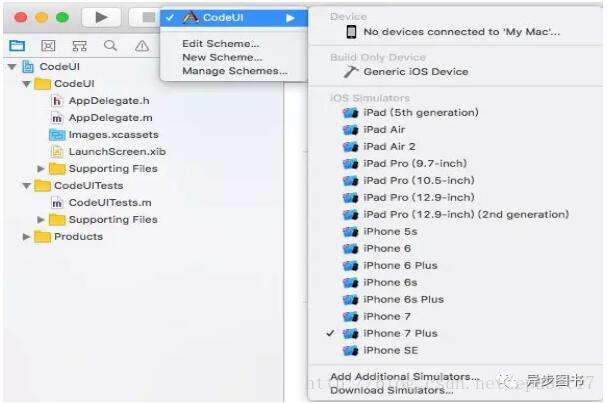 CodeUI
Edit Scheme...
New Scheme...
Manage Schemes...
CodeUI
CodeUI
AppDelegate.h
AppDelegate.m
Images.xcassets
LaunchScreen.xib
Supporting Files
CodeUITests
CodeUITests.m
Supporting Files
Products
Device
No devices connected to 'My Mac'...
Build Only Device
Generic iOS Device
iOS Simulators
iPad (5th generation)
iPad Air
iPad Air 2
iPad Pro (9.7-inch)
iPad Pro (10.5-inch)
iPad Pro (12.9-inch)
iPad Pro (12.9-inch) (2nd generation)
iPhone 5s
iPhone 6
iPhone 6 Plus
iPhone 6s
iPhone 6s Plus
iPhone 7
iPhone 7 Plus
iPhone SE
Add Additional Simulators...
Download Simulators...
异步图书